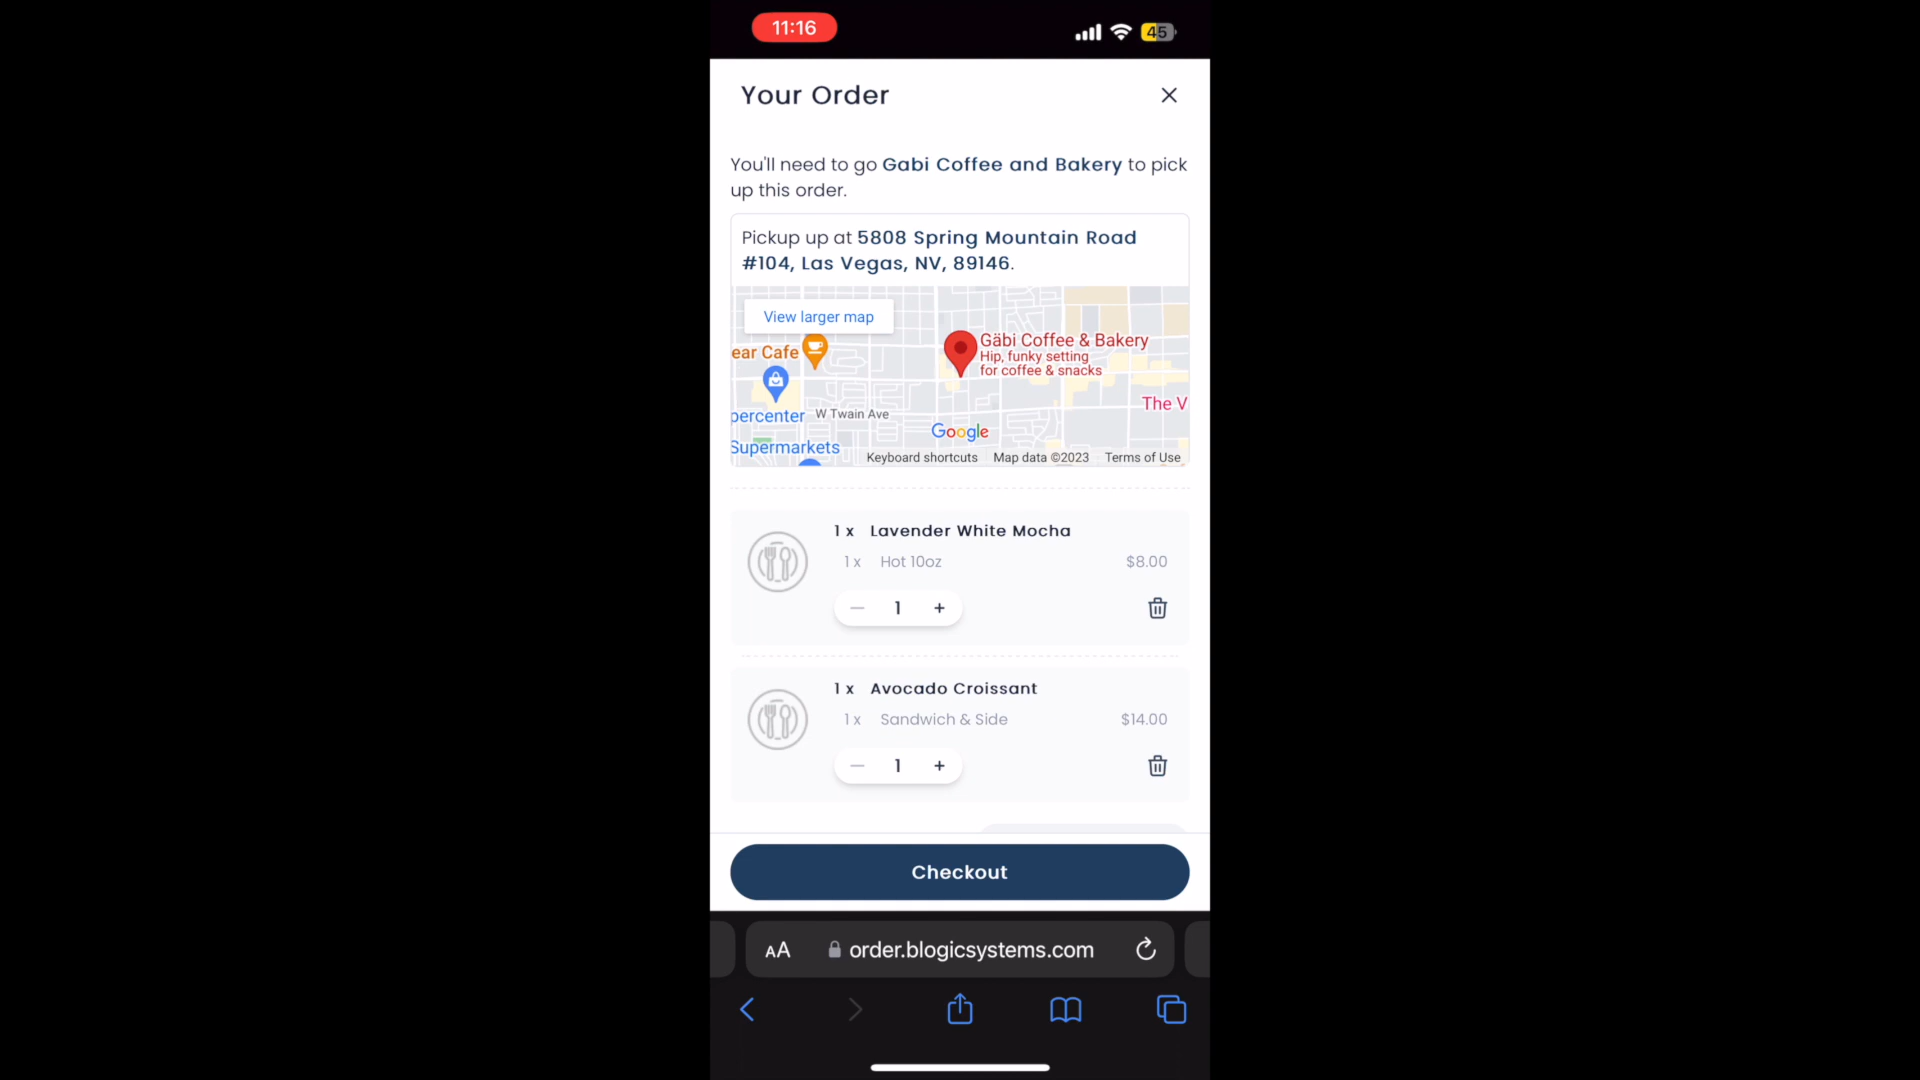 11:16
45
Your Order
You'll need to go Gabi Coffee and Bakery to pick
up this order.
Pickup up at 5808 Spring Mountain Road
#104, Las Vegas, NV, 89146.
View larger map
Gäbi Coffee & Bakery
Hip, funky setting
for coffee & snacks
ear Cafe
The V
percenter
W Twain Ave
Google
Supermarkets
Keyboard shortcuts
Map data ©2023
Terms of Use
1 x Lavender White Mocha
1 x Hot 10oz $8.00
1 +
1 x Avocado Croissant
1 x Sandwich & Side $14.00
1 +
Checkout
AA order.blogicsystems.com